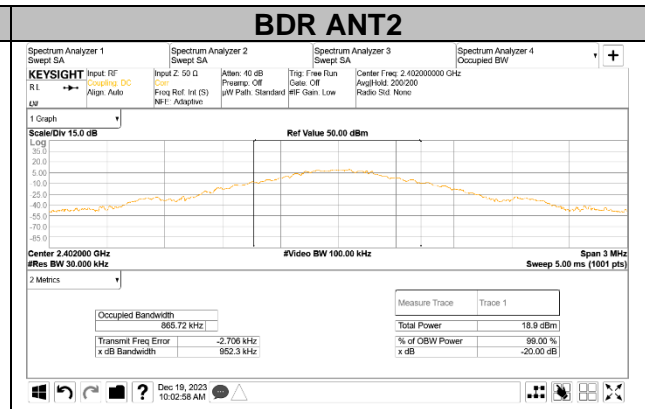 BDR ANT2
Spectrum Analyzer 1
Swept SA
Spectrum Analyzer 2
Swept SA
Spectrum Analyzer 3
Swept SA
Spectrum Analyzer 4
Occupied BW
KEYSIGHT
RL
LXI
Input: RF
Coupling: DC
Align: Auto
Input Z: 50 Ω
Corr
Freq Ref: Int (S)
NFE: Adaptive
Atten: 40 dB
Preamp: Off
µW Path: Standard
Trig: Free Run
Gate: Off
#IF Gain: Low
Center Freq: 2.402000000 GHz
Avg|Hold: 200/200
Radio Std: None
1 Graph
Scale/Div 15.0 dB
Ref Value 50.00 dBm
Log
35.0
20.0
5.00
-10.0
-25.0
-40.0
-55.0
-70.0
-85.0
Center 2.402000 GHz
#Video BW 100.00 kHz
Span 3 MHz
#Res BW 30.000 kHz
Sweep 5.00 ms (1001 pts)
2 Metrics
Measure Trace Trace 1
Occupied Bandwidth
865.72 kHz
Total Power 18.9 dBm
Transmit Freq Error -2.706 kHz
% of OBW Power 99.00 %
x dB Bandwidth 952.3 kHz
x dB -20.00 dB
Dec 19, 2023
10:02:58 AM